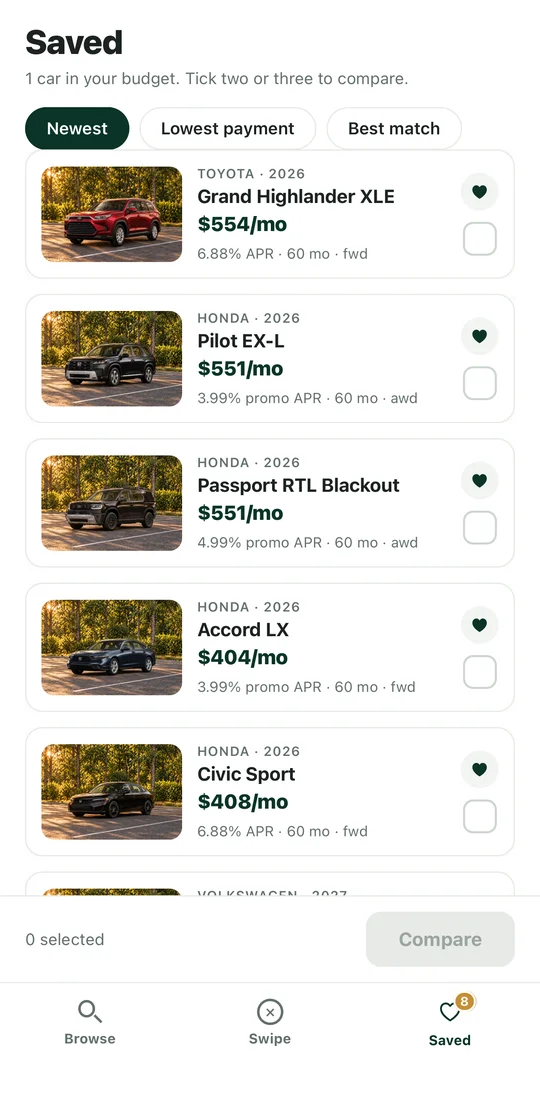 Saved
1 car in your budget. Tick two or three to compare.
Newest
Lowest payment
Best match
TOYOTA · 2026
Grand Highlander XLE
$554/mo
6.88% APR · 60 mo · fwd
HONDA · 2026
Pilot EX-L
$551/mo
3.99% promo APR · 60 mo · awd
HONDA · 2026
Passport RTL Blackout
$551/mo
4.99% promo APR · 60 mo · awd
HONDA · 2026
Accord LX
$404/mo
3.99% promo APR · 60 mo · fwd
HONDA · 2026
Civic Sport
$408/mo
6.88% APR · 60 mo · fwd
VOLKSWAGEN · 2027
0 selected
Compare
8
Browse
Swipe
Saved